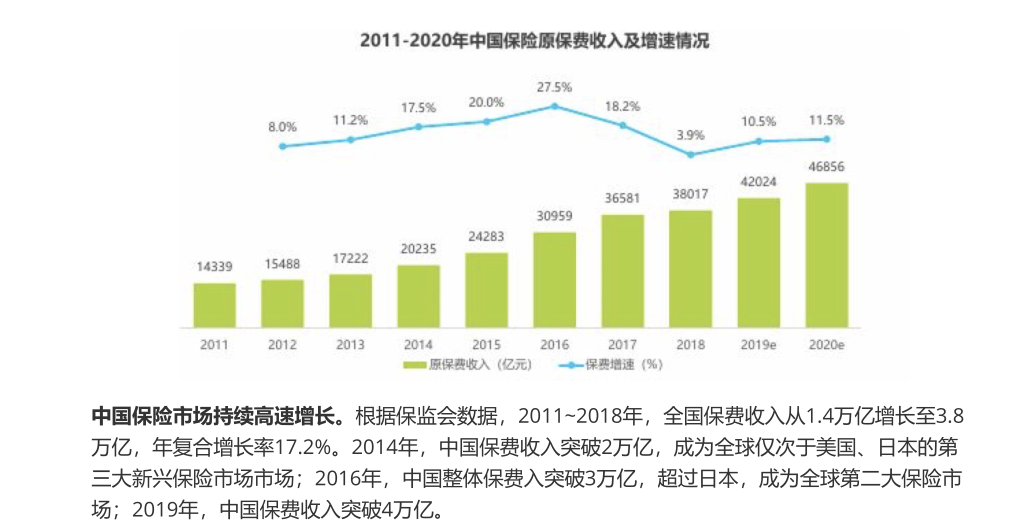 2011-2020年中国保险原保费收入及增速情况
8.0% 11.2% 17.5% 20.0% 27.5% 18.2% 3.9% 10.5% 11.5%
14339 15488 17222 20235 24283 30959 36581 38017 42024 46856
2011 2012 2013 2014 2015 2016 2017 2018 2019e 2020e
原保费收入（亿元） 保费增速（%）
中国保险市场持续高速增长。根据保监会数据，2011~2018年，全国保费收入从1.4万亿增长至3.8
万亿，年复合增长率17.2%。2014年，中国保费收入突破2万亿，成为全球仅次于美国、日本的第
三大新兴保险市场市场；2016年，中国整体保费入突破3万亿，超过日本，成为全球第二大保险市
场；2019年，中国保费收入突破4万亿。